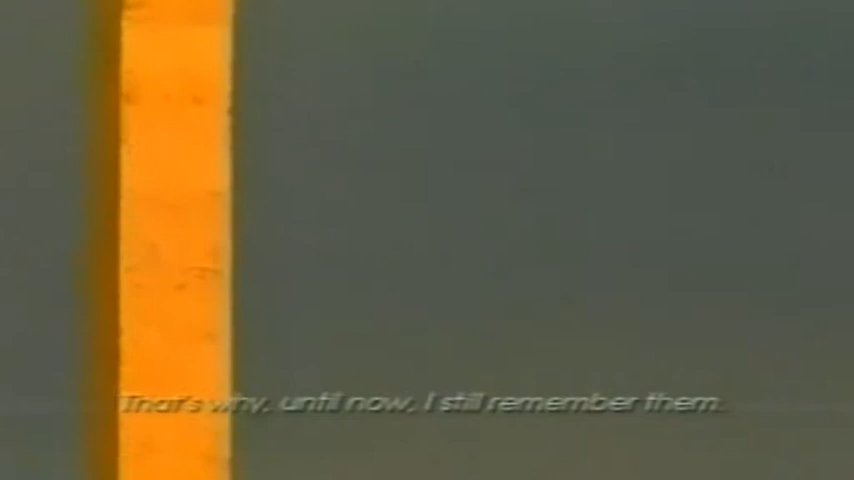 That's why, until now, I still remember them.